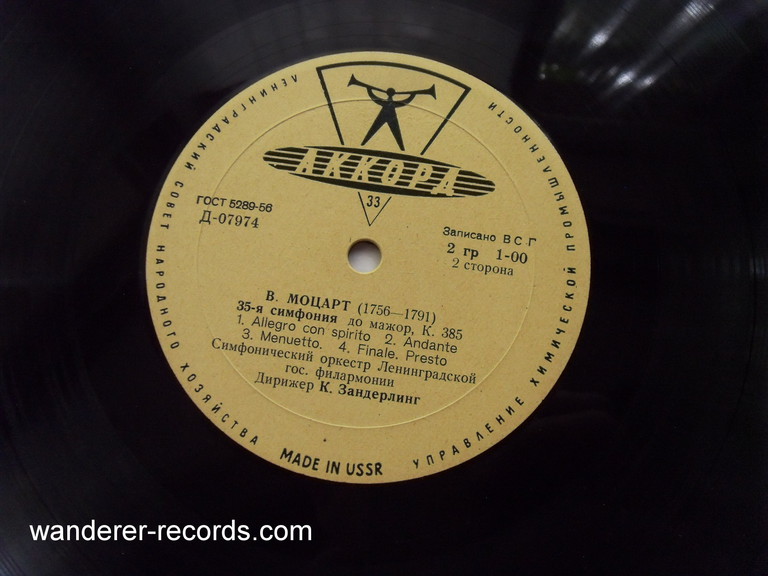 ЛЕНИНГРАДСКИЙ СОВЕТ НАРОДНОГО ХОЗЯЙСТВА
УПРАВЛЕНИЕ ХИМИЧЕСКОЙ ПРОМЫШЛЕННОСТИ
АККОРД
33
ГОСТ 5289-56
Д-07974
Записано ВСГ
2 гр 1-00
2 сторона
В. МОЦАРТ (1756—1791)
35-я симфония до мажор, К. 385
1. Allegro con spirito 2. Andante
3. Menuetto. 4. Finale. Presto
Симфонический оркестр Ленинградской
гос. филармонии
Дирижер К. Зандерлинг
MADE IN USSR
wanderer-records.com